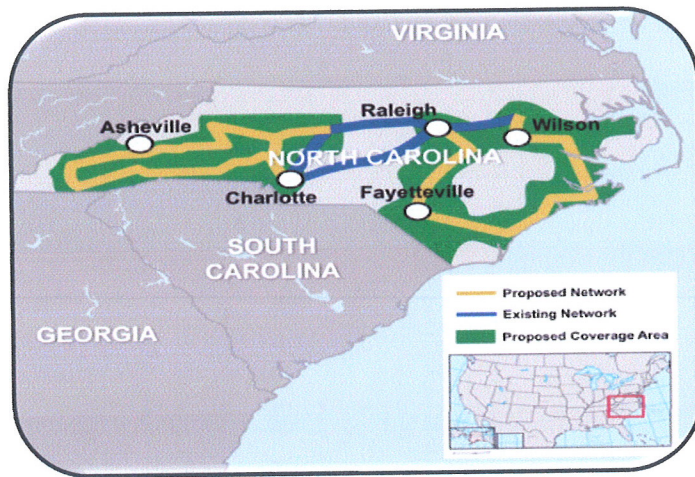 VIRGINIA
Raleigh
Asheville
Wilson
NORTH CAROLINA
Charlotte
Fayetteville
SOUTH
CAROLINA
GEORGIA
Proposed Network
Existing Network
Proposed Coverage Area